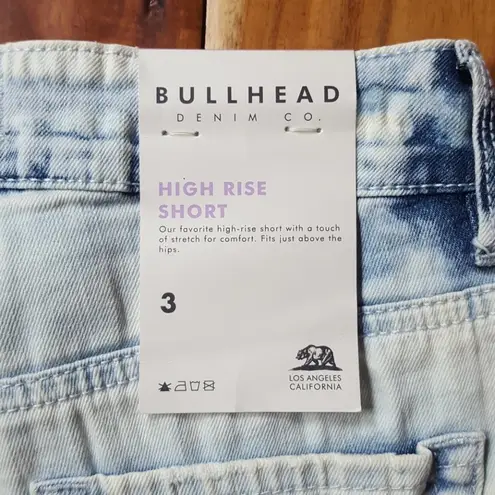 BULLHEAD
DENIM CO.
HIGH RISE
SHORT
Our favorite high-rise short with a touch
of stretch for comfort. Fits just above the
hips.
3
LOS ANGELES
CALIFORNIA